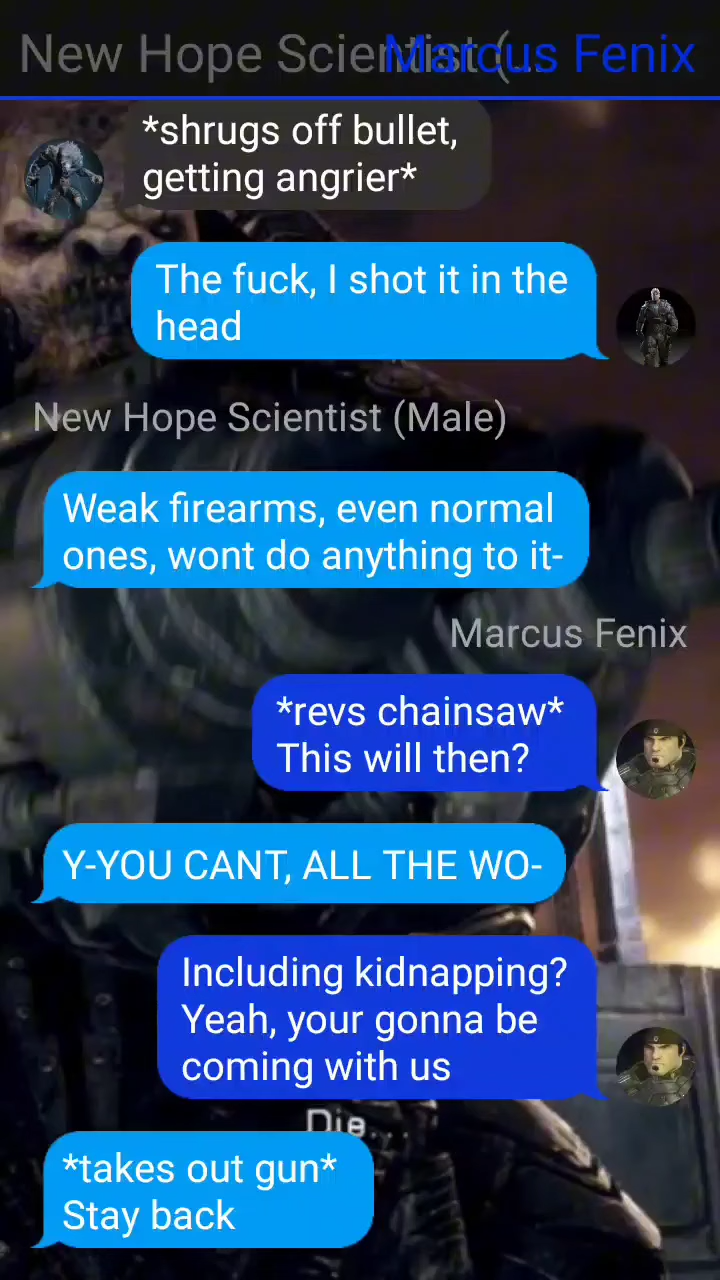 New Hope Scientist (...
Marcus Fenix
*shrugs off bullet,
getting angrier*
The fuck, I shot it in the
head
New Hope Scientist (Male)
Weak firearms, even normal
ones, wont do anything to it-
Marcus Fenix
*revs chainsaw*
This will then?
Y-YOU CANT, ALL THE WO-
Including kidnapping?
Yeah, your gonna be
coming with us
Die...
*takes out gun*
Stay back